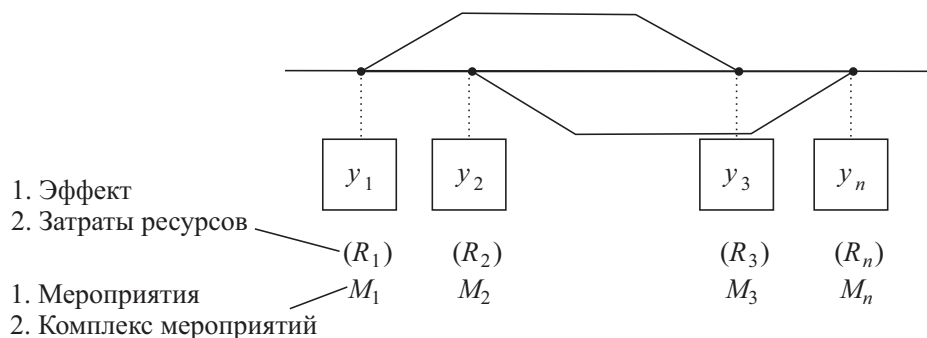 y₁ y₂ y₃ yₙ
1. Эффект
2. Затраты ресурсов
(R₁) (R₂) (R₃) (Rₙ)
1. Мероприятия
M₁ M₂ M₃ Mₙ
2. Комплекс мероприятий